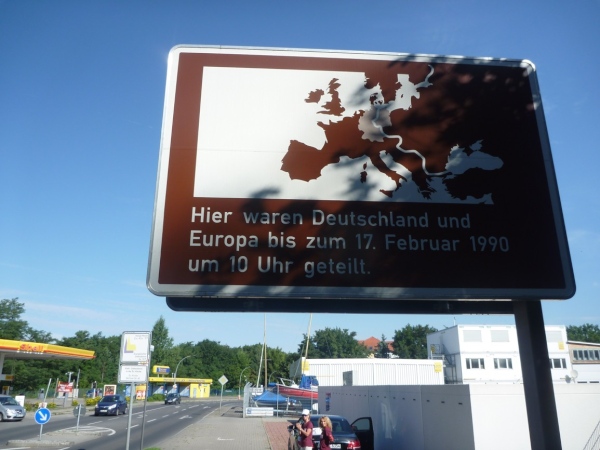 Hier waren Deutschland und
Europa bis zum 17. Februar 1990
um 10 Uhr geteilt.